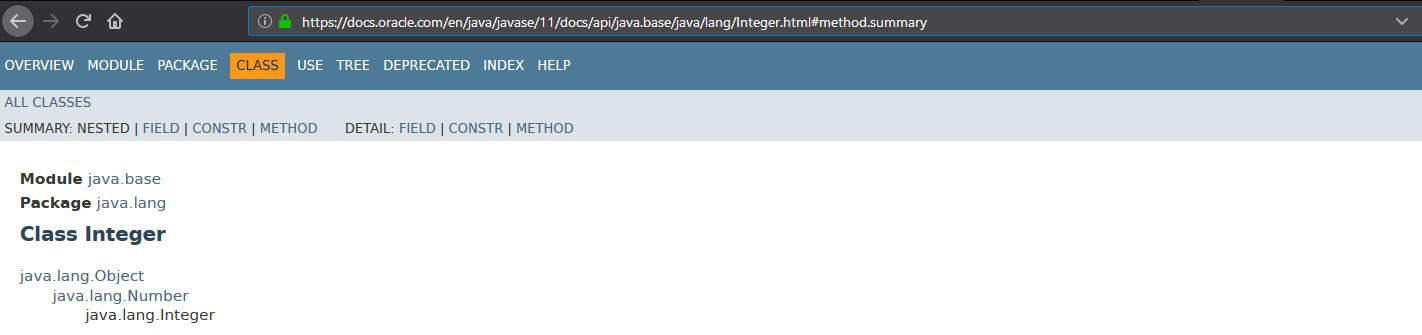 https://docs.oracle.com/en/java/javase/11/docs/api/java.base/java/lang/Integer.html#method.summary
OVERVIEW MODULE PACKAGE CLASS USE TREE DEPRECATED INDEX HELP
ALL CLASSES
SUMMARY: NESTED | FIELD | CONSTR | METHOD DETAIL: FIELD | CONSTR | METHOD
Module java.base
Package java.lang
Class Integer
java.lang.Object
java.lang.Number
java.lang.Integer